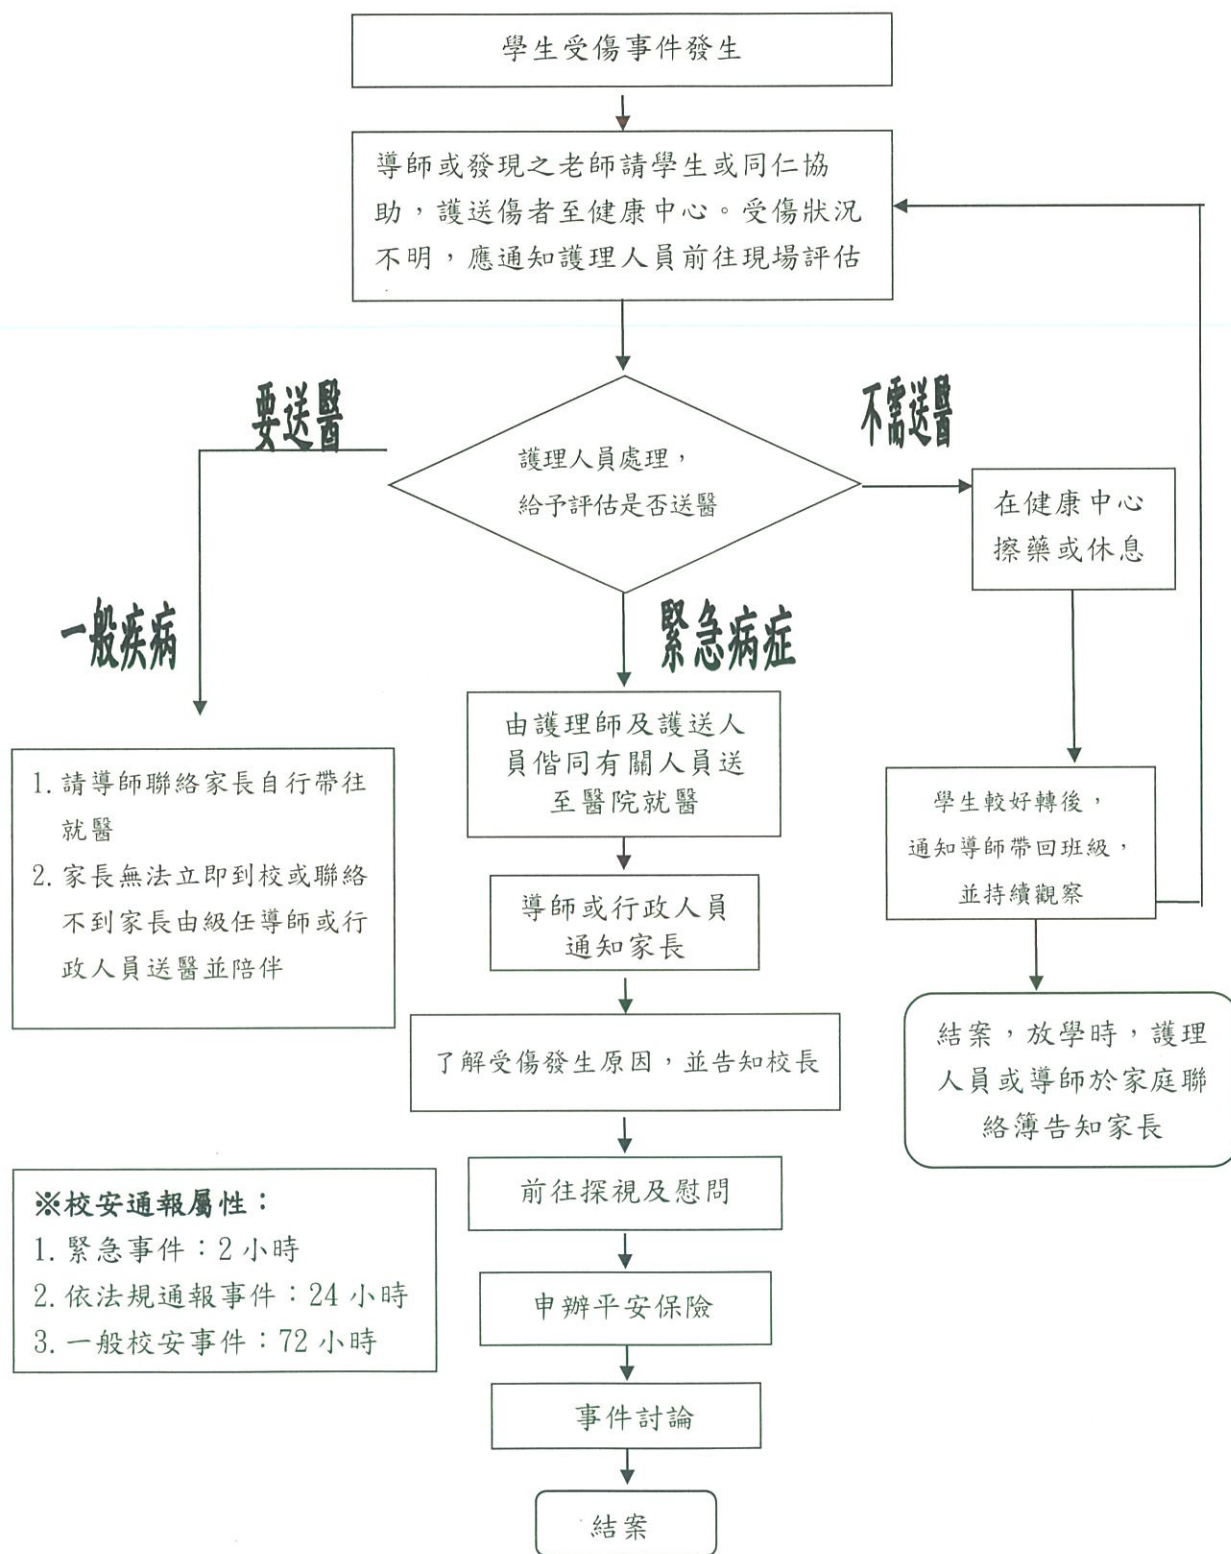 學生受傷事件發生
導師或發現之老師請學生或同仁協
助，護送傷者至健康中心。受傷狀況
不明，應通知護理人員前往現場評估
要送醫
不需送醫
護理人員處理，
給予評估是否送醫
在健康中心
擦藥或休息
一般疾病
緊急病症
由護理師及護送人
員偕同有關人員送
至醫院就醫
1. 請導師聯絡家長自行帶往
就醫
2. 家長無法立即到校或聯絡
不到家長由級任導師或行
政人員送醫並陪伴
學生較好轉後，
通知導師帶回班級，
並持續觀察
導師或行政人員
通知家長
結案，放學時，護理
人員或導師於家庭聯
絡簿告知家長
了解受傷發生原因，並告知校長
前往探視及慰問
※校安通報屬性：
1. 緊急事件：2 小時
2. 依法規通報事件：24 小時
3. 一般校安事件：72 小時
申辦平安保險
事件討論
結案